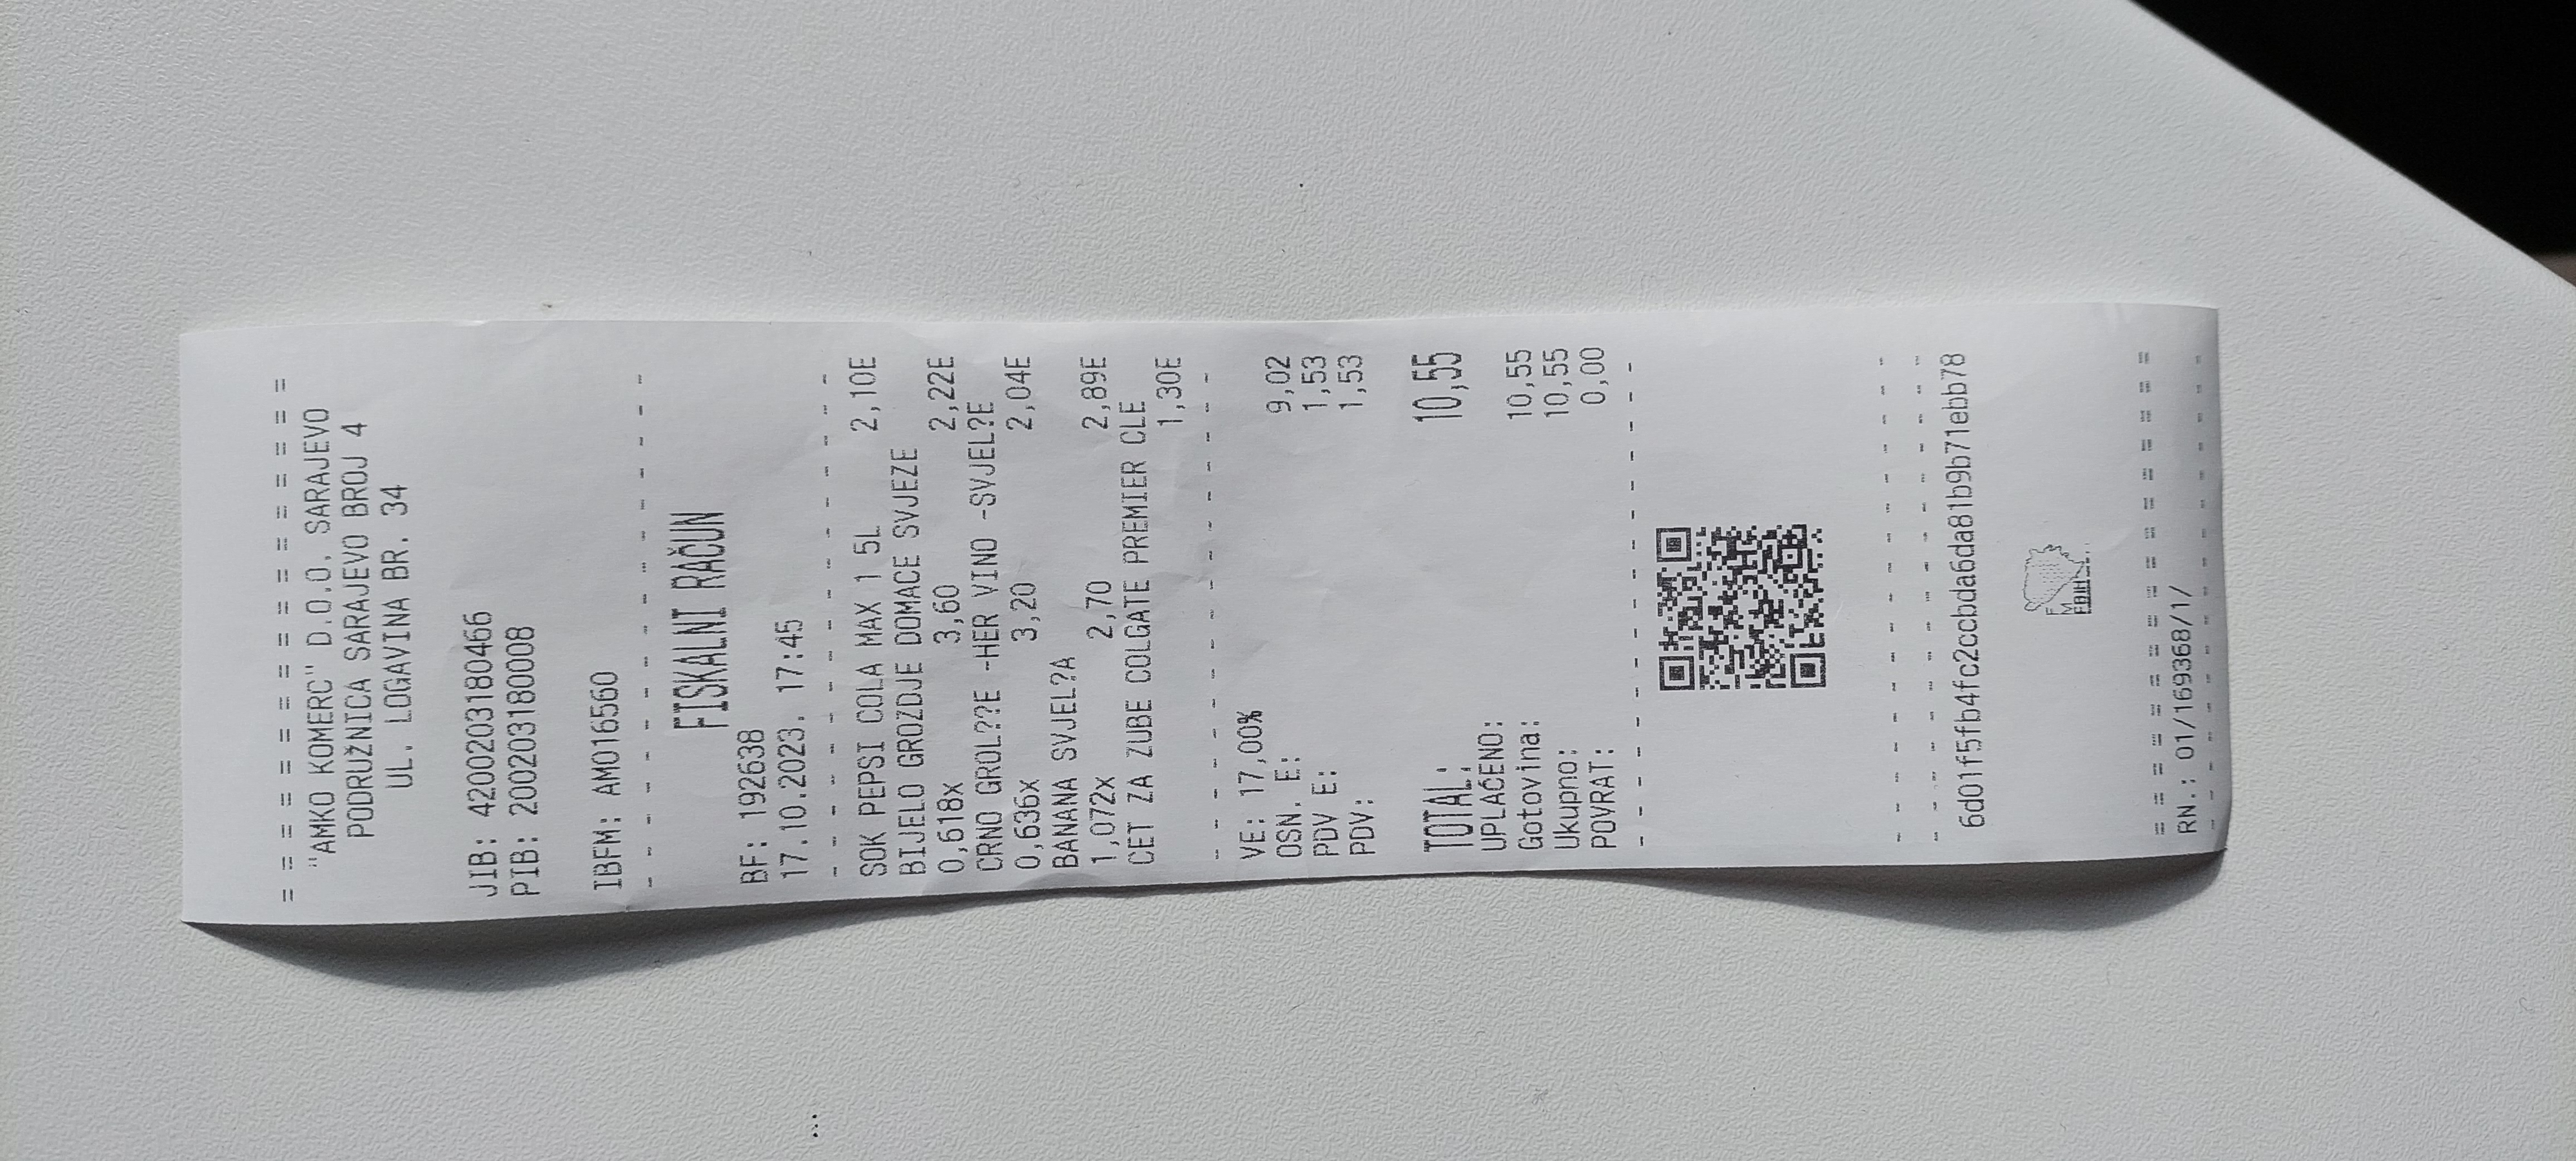 "AMKO KOMERC" D.O.O. SARAJEVO
PODRUŽNICA SARAJEVO BROJ 4
UL. LOGAVINA BR. 34
JIB: 4200203180466
PIB: 200203180008
IBFM: AM016560
FISKALNI RAČUN
BF: 192638
17.10.2023. 17:45
SOK PEPSI COLA MAX 1 5L 2,10E
BIJELO GROZDJE DOMACE SVJEZE
0,618x 3,60 2,22E
CRNO GROL??E -HER VINO -SVJEL?E
0,636x 3,20 2,04E
BANANA SVJEL?A
1,072x 2,70 2,89E
CET ZA ZUBE COLGATE PREMIER CLE
1,30E
VE: 17,00%
OSN. E: 9,02
PDV E: 1,53
PDV: 1,53
TOTAL: 10,55
UPLAĆENO:
Gotovina: 10,55
Ukupno: 10,55
POVRAT: 0,00
6d01f5fb4fc2ccbda6da81b9b71ebb78
F
M
FBIH
RN.: 01/169368/1/